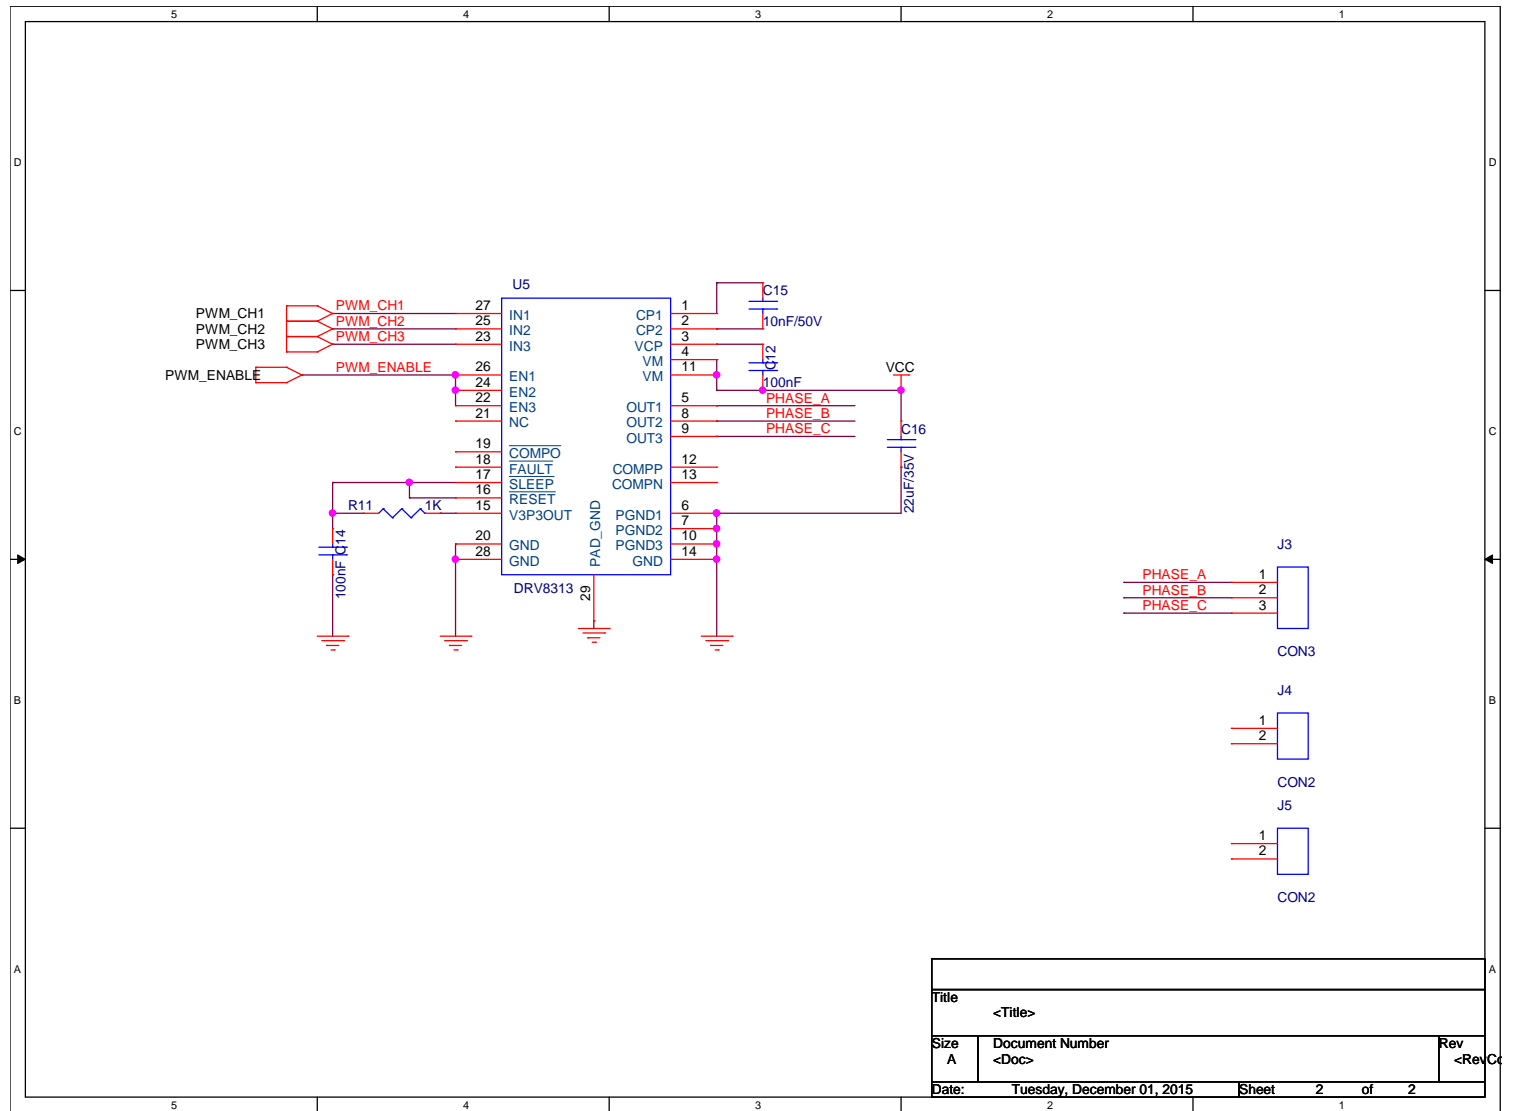 5 4 3 2 1
D D
C C
B B
A A
U5
PWM_CH1 PWM_CH1 27 IN1
PWM_CH2 PWM_CH2 25 IN2
PWM_CH3 PWM_CH3 23 IN3
PWM_ENABLE PWM_ENABLE 26 EN1
24 EN2
22 EN3
21 NC
19 COMPO
18 FAULT
17 SLEEP
16 RESET
R11 1K 15 V3P3OUT
20 GND
28 GND
C14
100nF
CP1 1
CP2 2
VCP 3
VM 4
VM 11
OUT1 5 PHASE_A
OUT2 8 PHASE_B
OUT3 9 PHASE_C
COMPP 12
COMPN 13
PGND1 6
PGND2 7
PGND3 10
GND 14
PAD_GND
29
DRV8313
C15
10nF/50V
C12
100nF
VCC
C16
22uF/35V
J3
PHASE_A 1
PHASE_B 2
PHASE_C 3
CON3
J4
1
2
CON2
J5
1
2
CON2
Title
<Title>
Size Document Number Rev
A <Doc> <RevCo
Date: Tuesday, December 01, 2015 Sheet 2 of 2
5 4 3 2 1